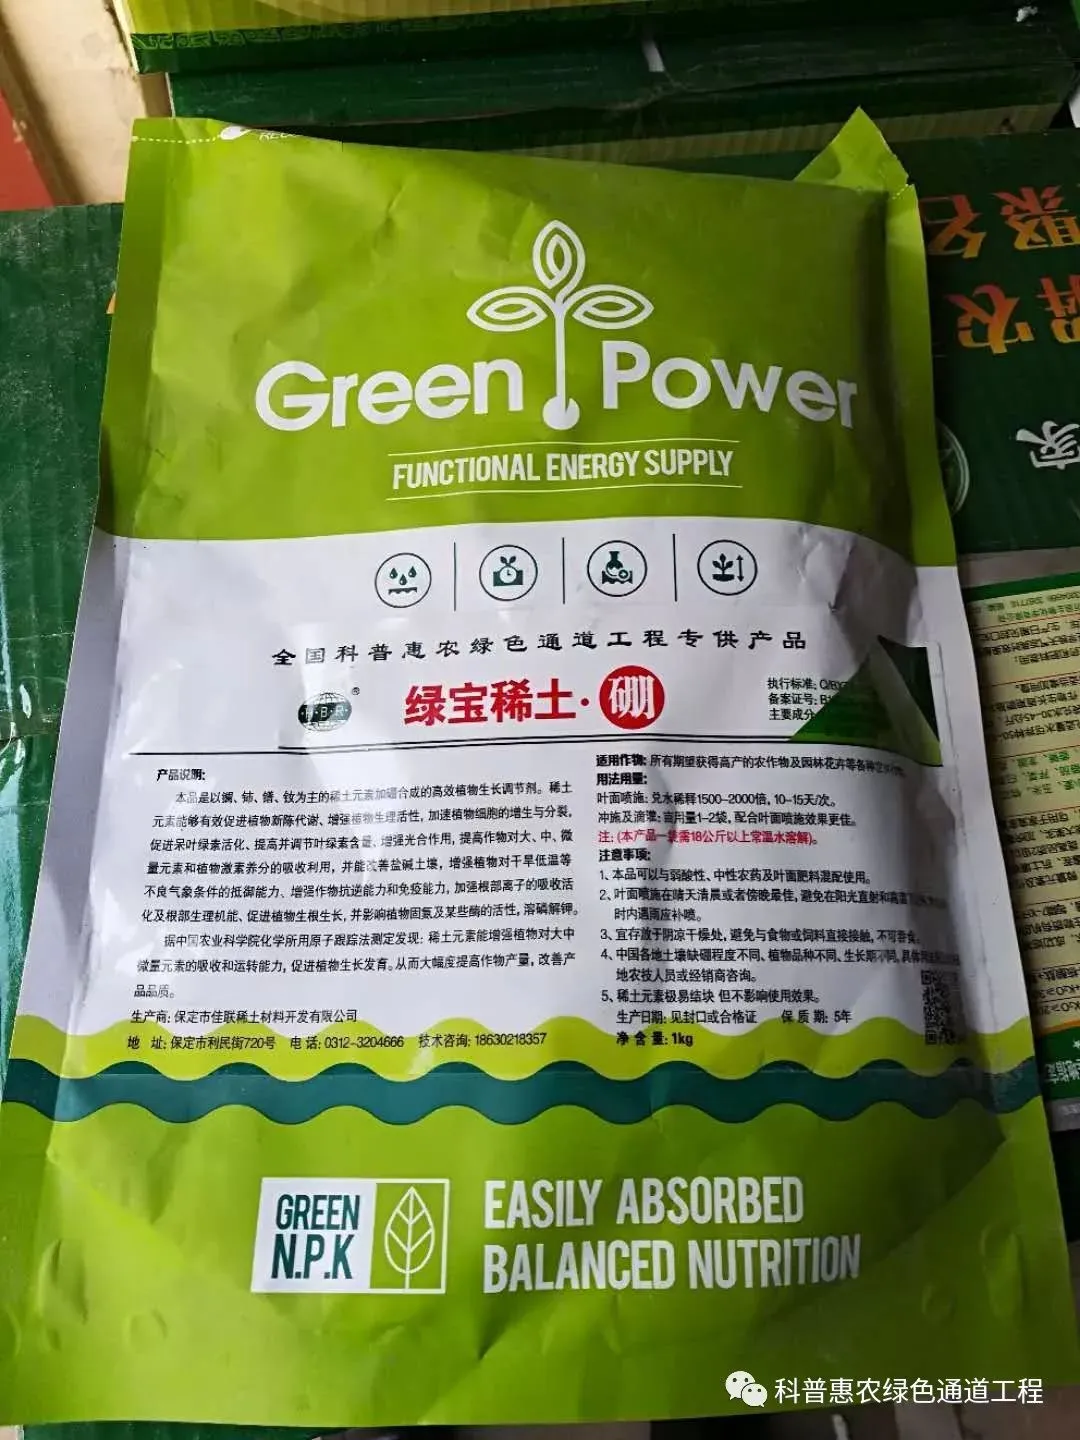 Green Power
FUNCTIONAL ENERGY SUPPLY
全国科普惠农绿色通道工程专供产品
H·B·R
®
绿宝稀土·硼
执行标准: Q/
备案证号:
主要成分
产品说明:
本品是以镧、铈、镨、钕为主的稀土元素加硼合成的高效植物生长调节剂。稀土
元素能够有效促进植物新陈代谢、增强植物生理活性，加速植物细胞的增生与分裂,
促进呆叶绿素活化、提高并调节叶绿素含量、增强光合作用，提高作物对大、中、微
量元素和植物激素养分的吸收利用，并能改善盐碱土壤，增强植物对干旱低温等
不良气象条件的抵御能力、增强作物抗逆能力和免疫能力，加强根部离子的吸收活
化及根部生理机能、促进植物生根生长，并影响植物固氮及某些酶的活性，溶磷解钾。
据中国农业科学院化学所用原子跟踪法测定发现：稀土元素能增强植物对大中
微量元素的吸收和运转能力，促进植物生长发育。从而大幅度提高作物产量，改善产
品品质。
生产商: 保定市佳联稀土材料开发有限公司
地 址: 保定市利民街720号 电 话: 0312-3204666 技术咨询: 18630218357
适用作物: 所有期望获得高产的农作物及园林花卉等各种
用法用量:
叶面喷施: 兑水稀释1500-2000倍, 10-15天/次。
冲施及滴灌: 亩用量1-2袋, 配合叶面喷施效果更佳。
注: (本产品一袋需18公斤以上常温水溶解)。
注意事项:
1、本品可以与弱酸性、中性农药及叶面肥料混配使用。
2、叶面喷施在晴天清晨或者傍晚最佳, 避免在阳光直射和高温
时内遇雨应补喷。
3、宜存放于阴凉干燥处, 避免与食物或饲料直接接触, 不可吞食。
4、中国各地土壤缺硼程度不同、植物品种不同、生长期不同, 具体
地农技人员或经销商咨询。
5、稀土元素极易结块 但不影响使用效果。
生产日期: 见封口或合格证 保 质 期: 5年
净 含 量: 1kg
GREEN
N.P.K
EASILY ABSORBED
BALANCED NUTRITION
科普惠农绿色通道工程